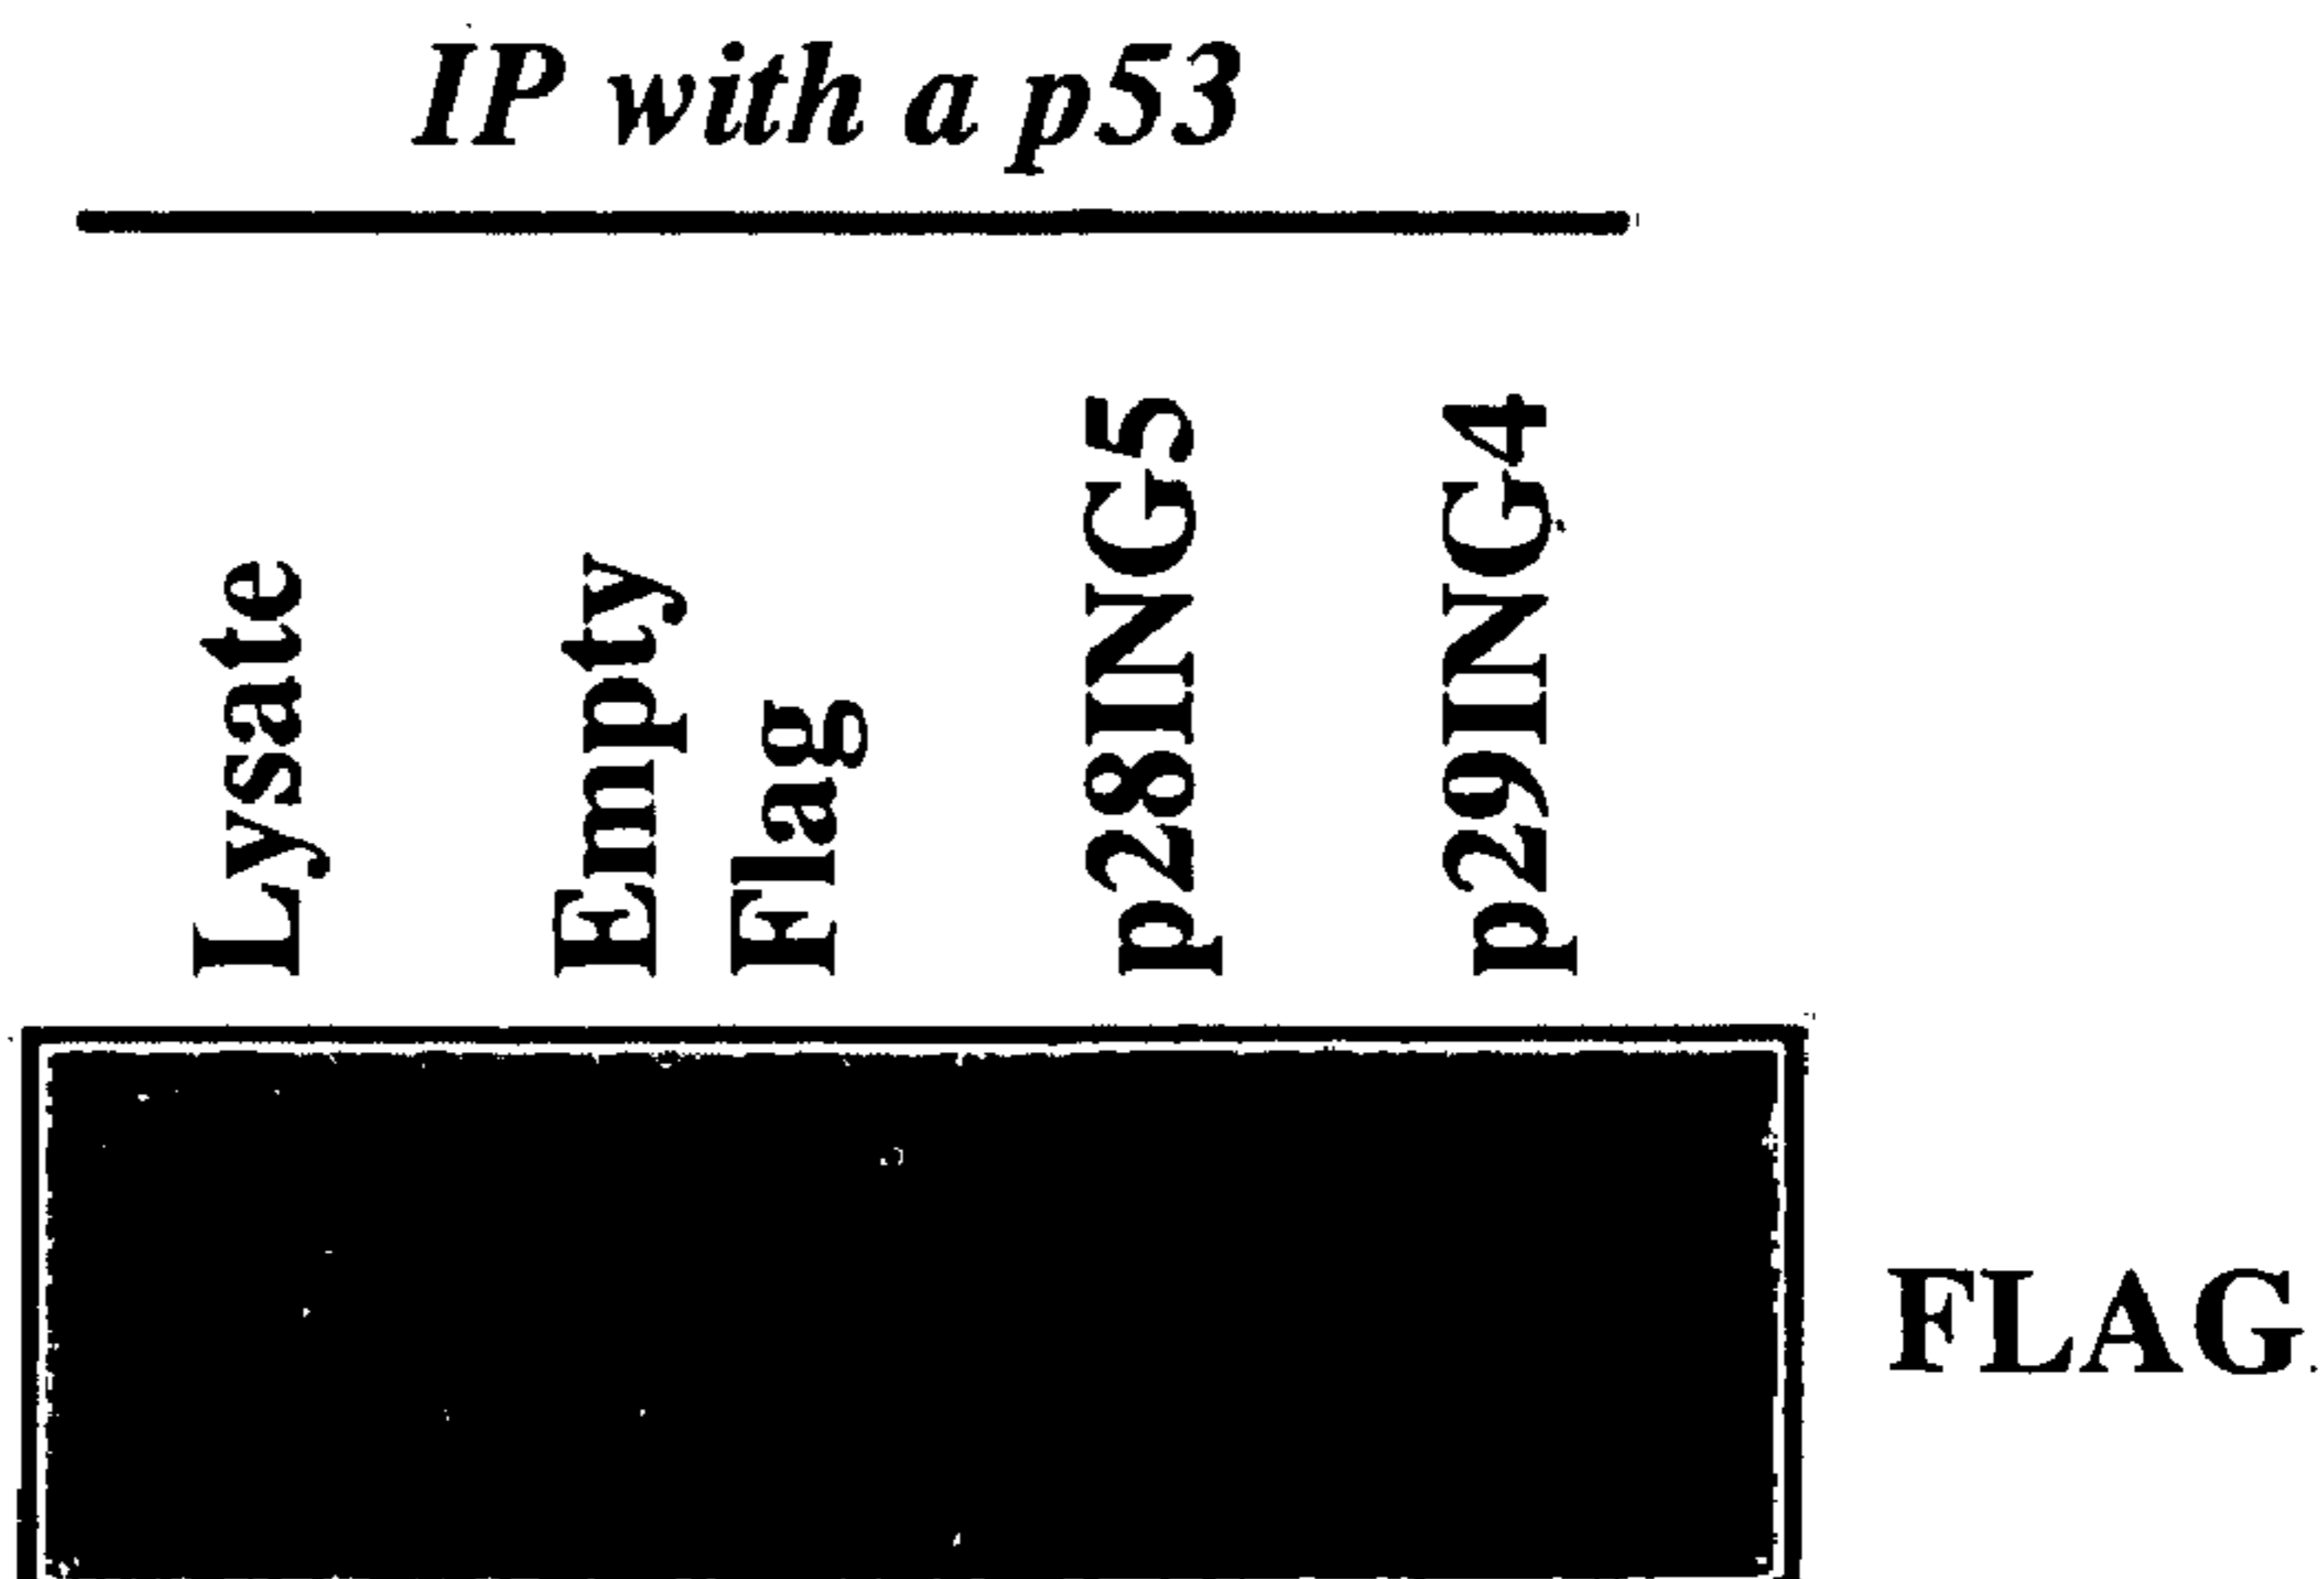 IP with a p53
Lysate
Empty
Flag
p28ING5
p29ING4
FLAG